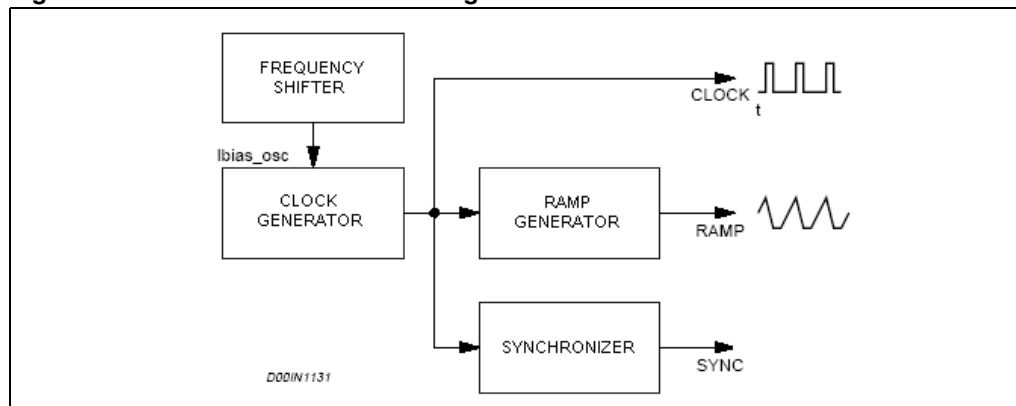 FREQUENCY
SHIFTER
CLOCK
t
Ibias_osc
CLOCK
GENERATOR
RAMP
GENERATOR
RAMP
SYNCHRONIZER
SYNC
D00IN1131